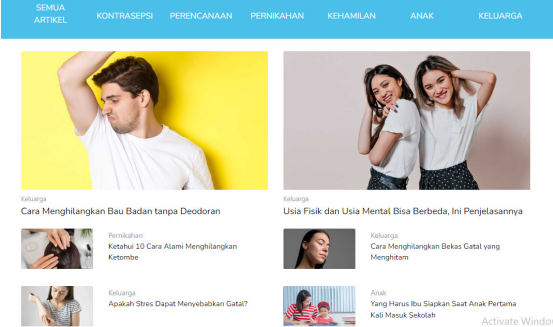 SEMUA
ARTIKEL
KONTRASEPSI
PERENCANAAN
PERNIKAHAN
KEHAMILAN
ANAK
KELUARGA
Keluarga
Cara Menghilangkan Bau Badan tanpa Deodoran
Keluarga
Usia Fisik dan Usia Mental Bisa Berbeda, Ini Penjelasannya
Pernikahan
Ketahui 10 Cara Alami Menghilangkan
Ketombe
Keluarga
Cara Menghilangkan Bekas Gatal yang
Menghitam
Keluarga
Apakah Stres Dapat Menyebabkan Gatal?
Anak
Yang Harus Ibu Siapkan Saat Anak Pertama
Kali Masuk Sekolah
Activate Windo